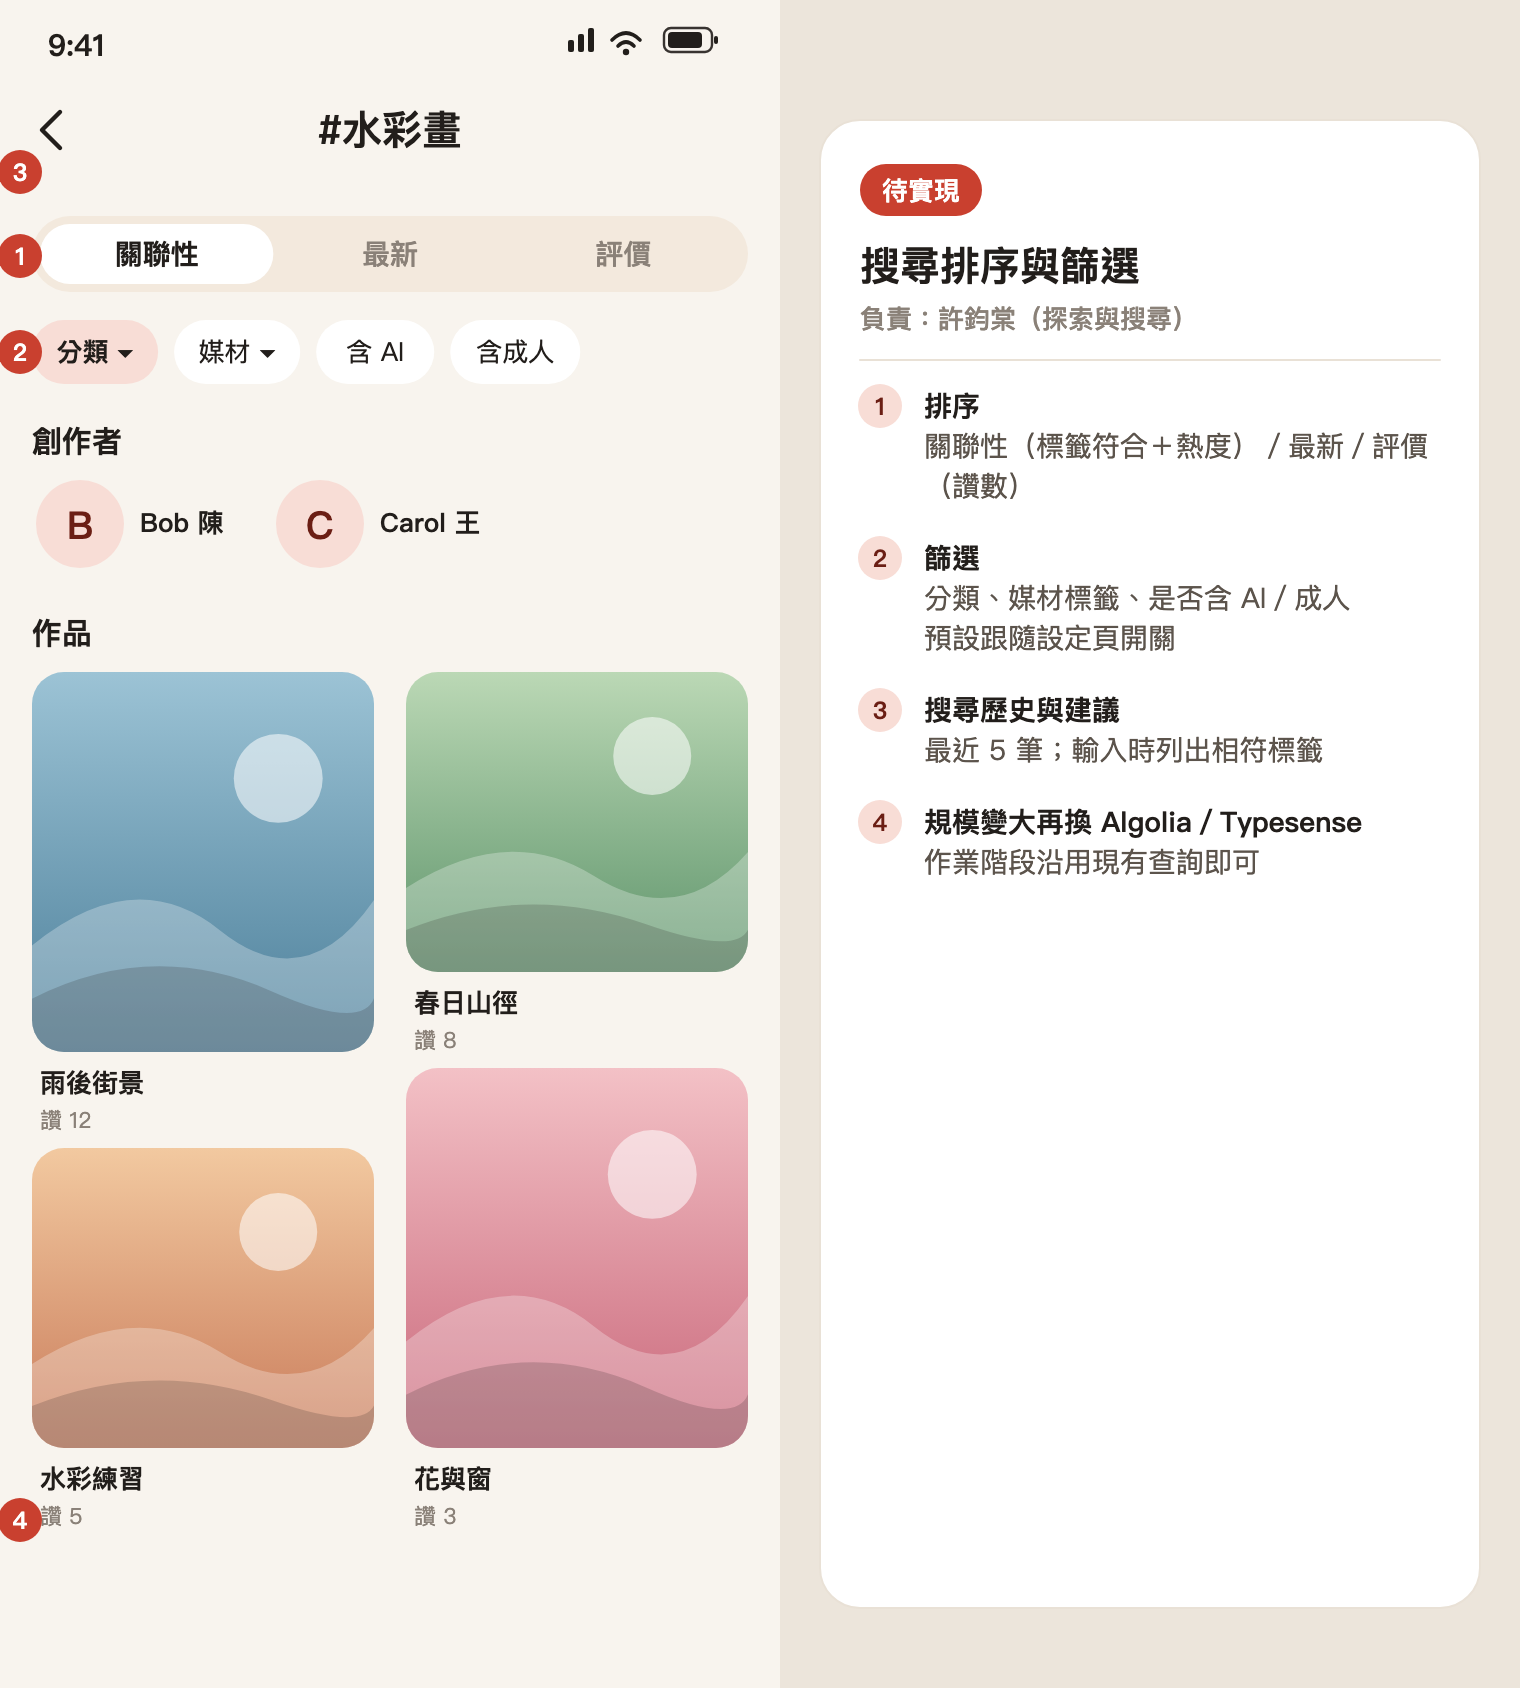 9:41
#水彩畫
3
1
關聯性
最新
評價
2
分類
媒材
含 AI
含成人
創作者
B
Bob 陳
C
Carol 王
作品
雨後街景
讚 12
春日山徑
讚 8
水彩練習
4
讚 5
花與窗
讚 3
待實現
搜尋排序與篩選
負責：許鈞棠（探索與搜尋）
1
排序
關聯性（標籤符合＋熱度） / 最新 / 評價
（讚數）
2
篩選
分類、媒材標籤、是否含 AI / 成人
預設跟隨設定頁開關
3
搜尋歷史與建議
最近 5 筆；輸入時列出相符標籤
4
規模變大再換 Algolia / Typesense
作業階段沿用現有查詢即可